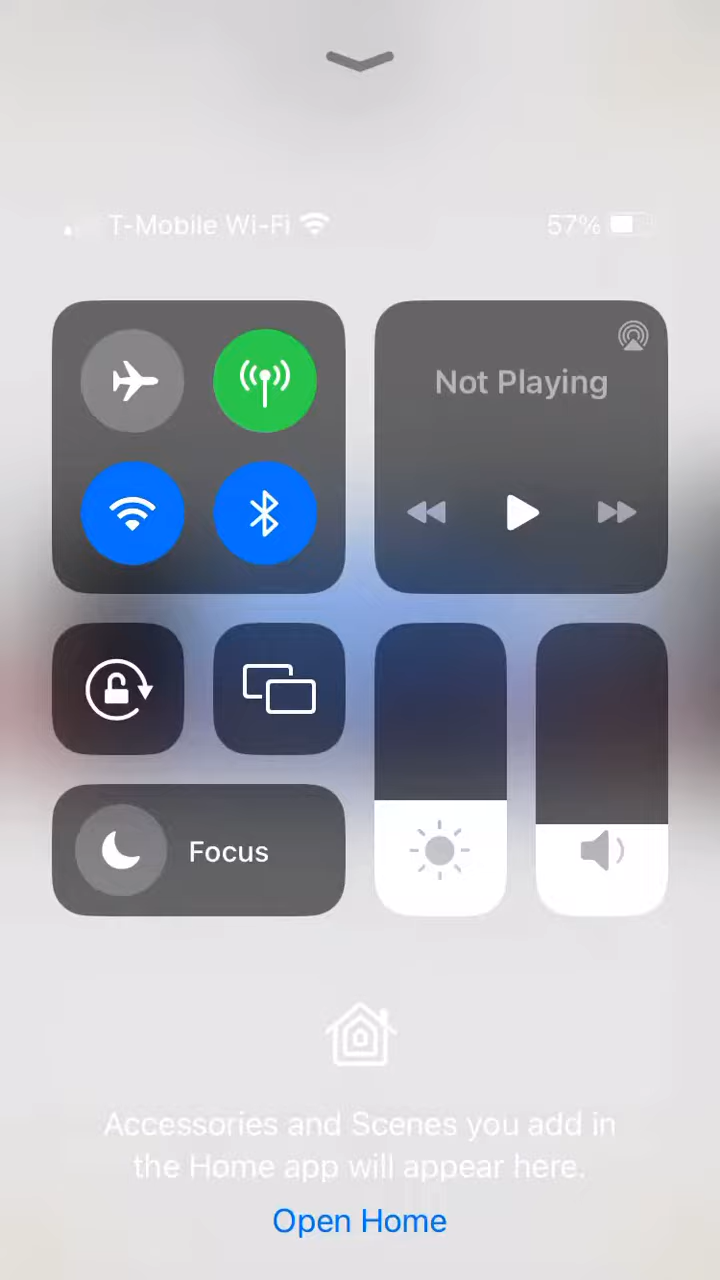 T-Mobile Wi-Fi 57%
Not Playing
Focus
Accessories and Scenes you add in
the Home app will appear here.
Open Home